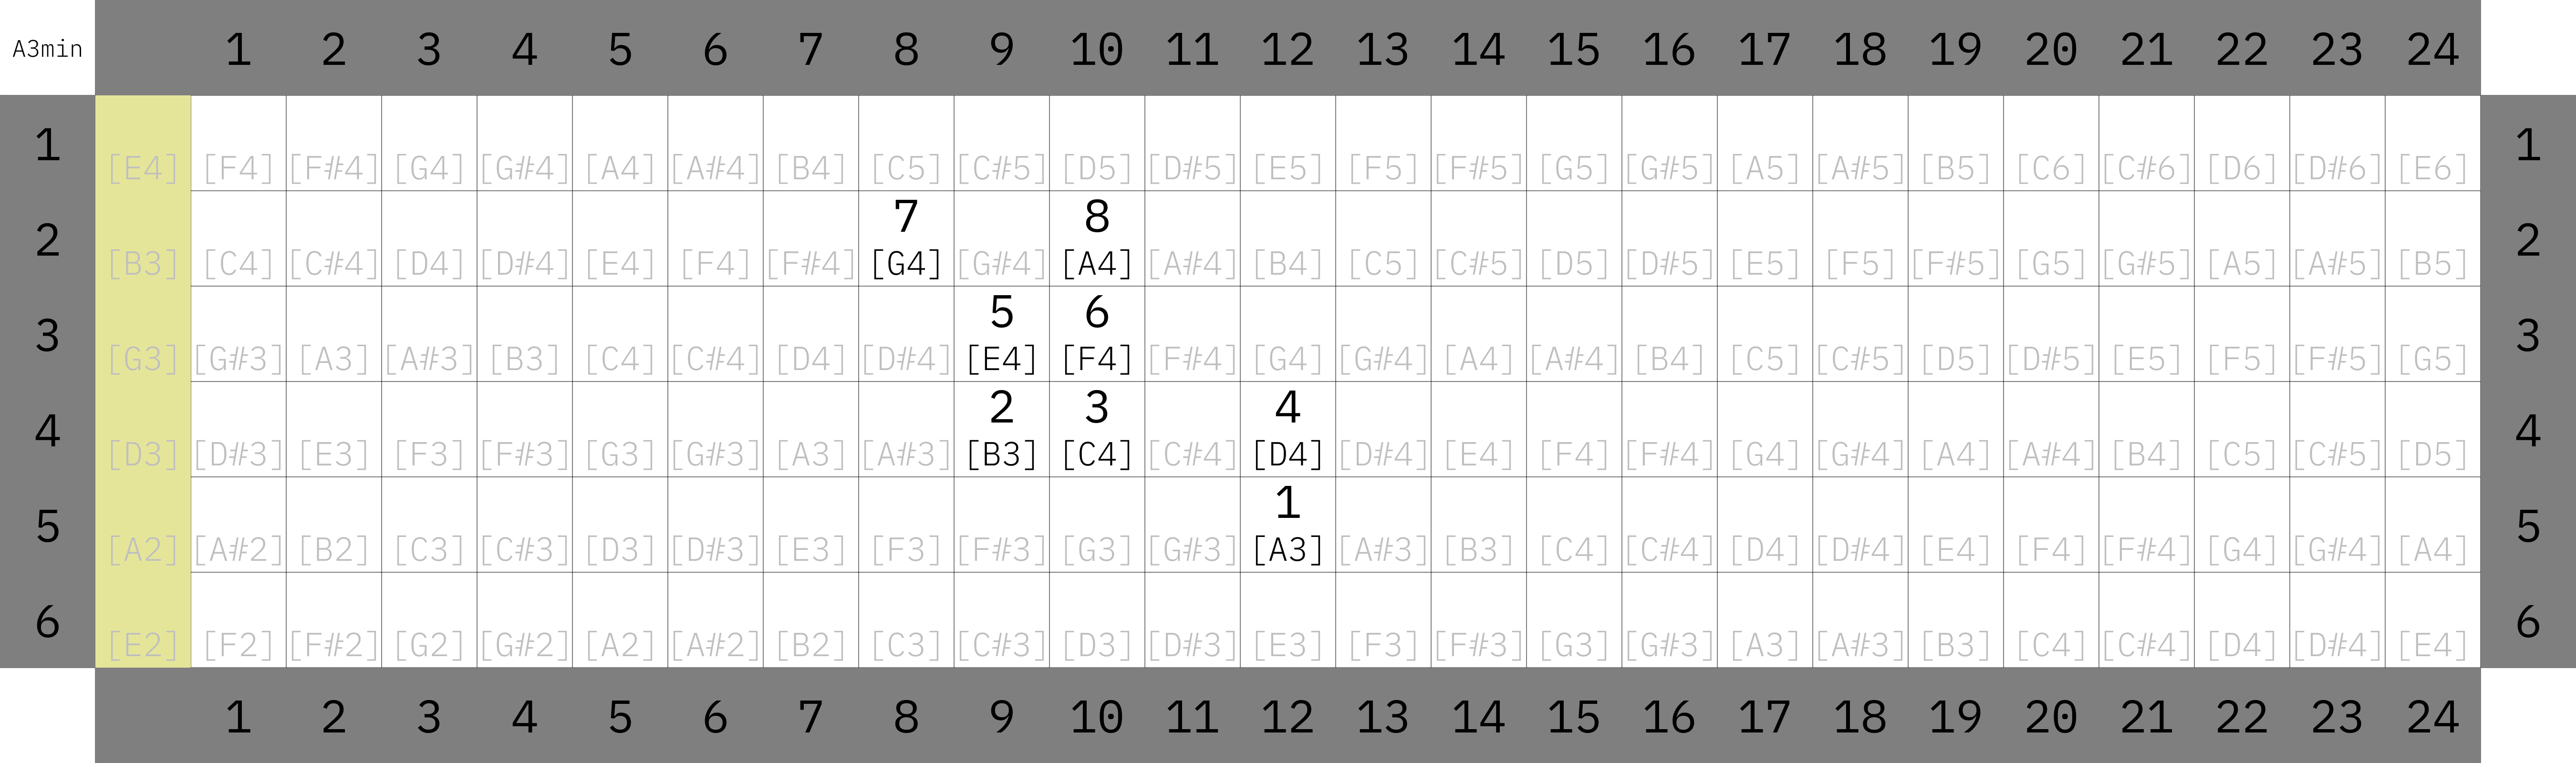 A3min 1 2 3 4 5 6 7 8 9 10 11 12 13 14 15 16 17 18 19 20 21 22 23 24
1 [E4] [F4] [F#4] [G4] [G#4] [A4] [A#4] [B4] [C5] [C#5] [D5] [D#5] [E5] [F5] [F#5] [G5] [G#5] [A5] [A#5] [B5] [C6] [C#6] [D6] [D#6] [E6] 1
7 8
2 [B3] [C4] [C#4] [D4] [D#4] [E4] [F4] [F#4] [G4] [G#4] [A4] [A#4] [B4] [C5] [C#5] [D5] [D#5] [E5] [F5] [F#5] [G5] [G#5] [A5] [A#5] [B5] 2
5 6
3 [G3] [G#3] [A3] [A#3] [B3] [C4] [C#4] [D4] [D#4] [E4] [F4] [F#4] [G4] [G#4] [A4] [A#4] [B4] [C5] [C#5] [D5] [D#5] [E5] [F5] [F#5] [G5] 3
2 3 4
4 [D3] [D#3] [E3] [F3] [F#3] [G3] [G#3] [A3] [A#3] [B3] [C4] [C#4] [D4] [D#4] [E4] [F4] [F#4] [G4] [G#4] [A4] [A#4] [B4] [C5] [C#5] [D5] 4
1
5 [A2] [A#2] [B2] [C3] [C#3] [D3] [D#3] [E3] [F3] [F#3] [G3] [G#3] [A3] [A#3] [B3] [C4] [C#4] [D4] [D#4] [E4] [F4] [F#4] [G4] [G#4] [A4] 5
6 [E2] [F2] [F#2] [G2] [G#2] [A2] [A#2] [B2] [C3] [C#3] [D3] [D#3] [E3] [F3] [F#3] [G3] [G#3] [A3] [A#3] [B3] [C4] [C#4] [D4] [D#4] [E4] 6
1 2 3 4 5 6 7 8 9 10 11 12 13 14 15 16 17 18 19 20 21 22 23 24